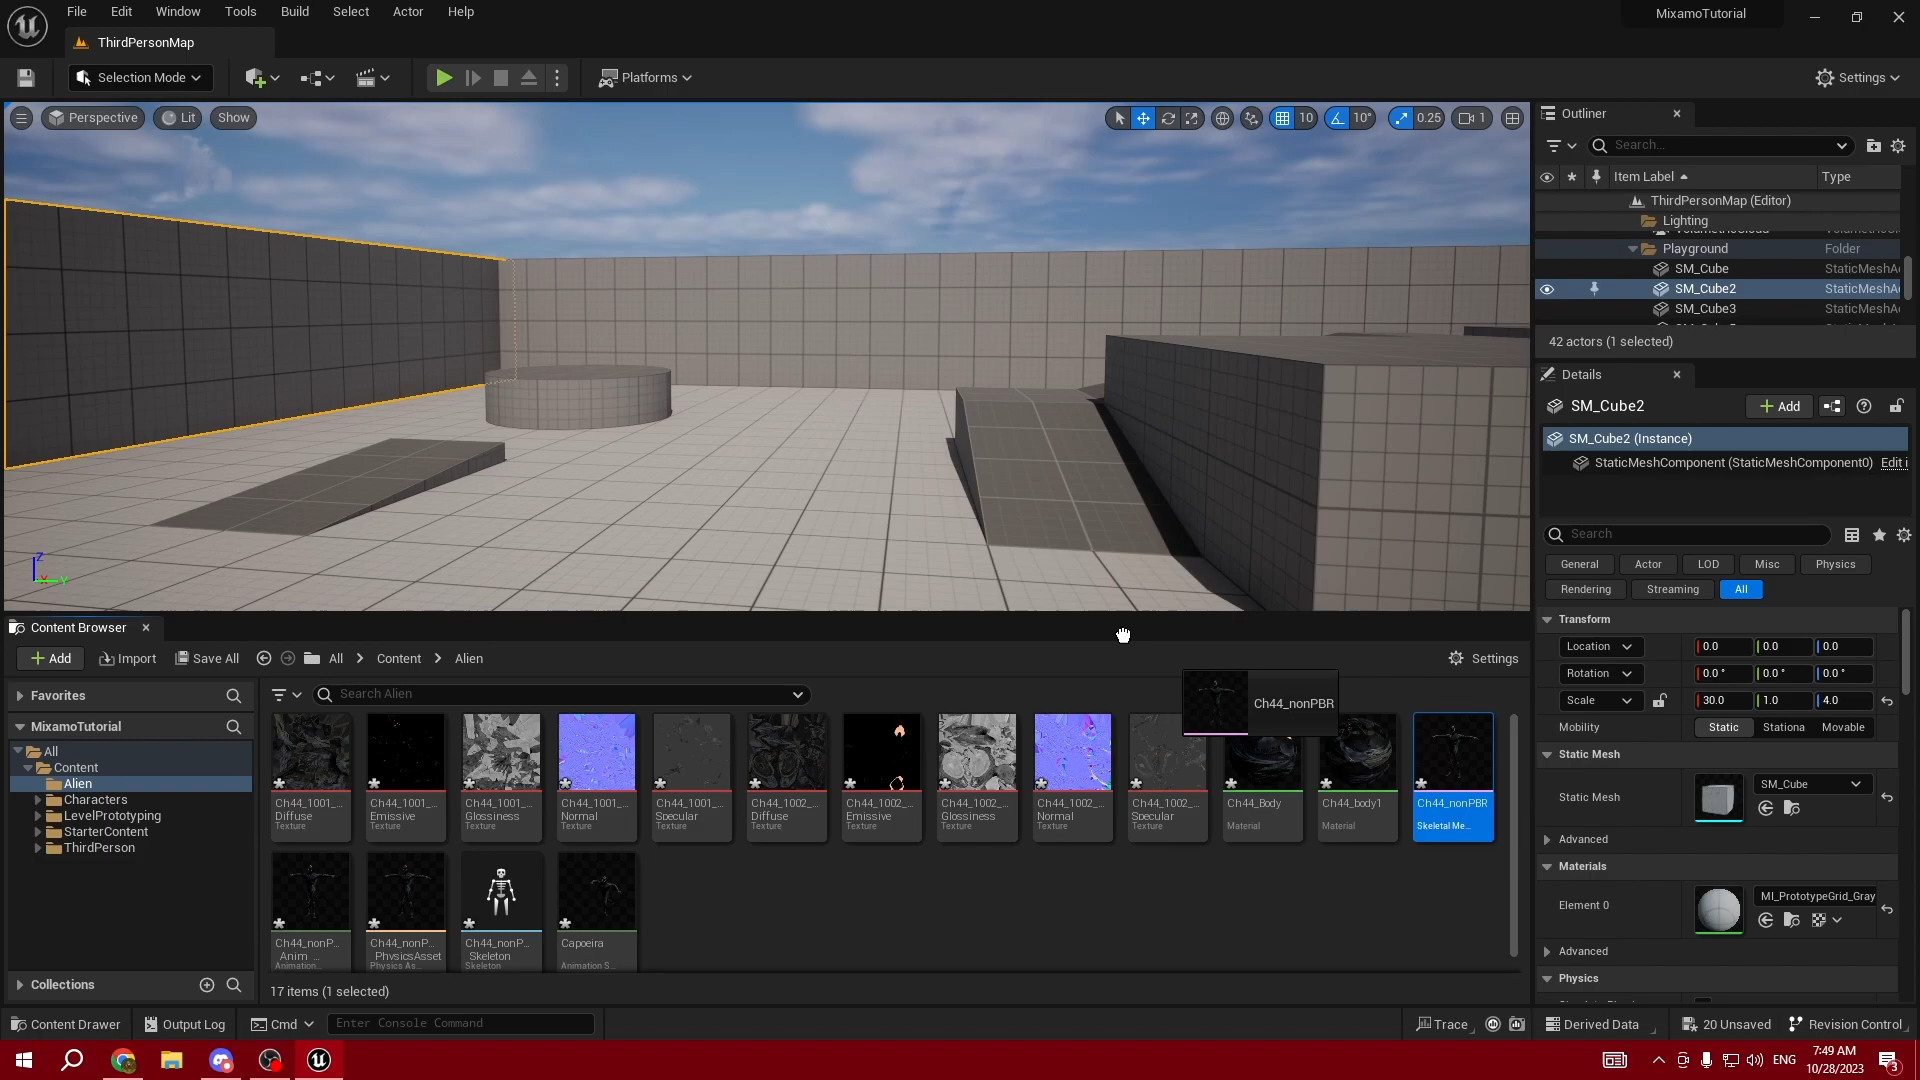 File Edit Window Tools Build Select Actor Help
MixamoTutorial
ThirdPersonMap
Selection Mode
Platforms
Settings
Perspective
Lit
Show
10
10°
0.25
1
Outliner
Search...
Item Label
Type
ThirdPersonMap (Editor)
Lighting
Playground
Folder
SM_Cube
StaticMeshA
SM_Cube2
StaticMeshA
SM_Cube3
StaticMeshA
42 actors (1 selected)
Details
SM_Cube2
Add
SM_Cube2 (Instance)
StaticMeshComponent (StaticMeshComponent0)
Edit i
Search
General
Actor
LOD
Misc
Physics
Rendering
Streaming
All
Transform
Location
0.0
0.0
0.0
Rotation
0.0 °
0.0 °
0.0 °
Scale
30.0
1.0
4.0
Mobility
Static
Stationa
Movable
Static Mesh
Static Mesh
SM_Cube
Advanced
Materials
Element 0
MI_PrototypeGrid_Gray
Advanced
Physics
Z
Y
Content Browser
Add
Import
Save All
All
Content
Alien
Settings
Favorites
Search Alien
MixamoTutorial
All
Content
Alien
Characters
LevelPrototyping
StarterContent
ThirdPerson
Collections
Ch44_nonPBR
Ch44_1001_...
Diffuse
Texture
Ch44_1001_...
Emissive
Texture
Ch44_1001_...
Glossiness
Texture
Ch44_1001_...
Normal
Texture
Ch44_1001_...
Specular
Texture
Ch44_1002_...
Diffuse
Texture
Ch44_1002_...
Emissive
Texture
Ch44_1002_...
Glossiness
Texture
Ch44_1002_...
Normal
Texture
Ch44_1002_...
Specular
Texture
Ch44_Body
Material
Ch44_body1
Material
Ch44_nonPBR
Skeletal Me...
Ch44_nonP...
_Anim_...
Animation...
Ch44_nonP...
_PhysicsAsset
Physics As...
Ch44_nonP...
_Skeleton
Skeleton
Capoeira
Animation S...
17 items (1 selected)
Content Drawer
Output Log
Cmd
Enter Console Command
Trace
Derived Data
20 Unsaved
Revision Control
ENG
7:49 AM
10/28/2023
3